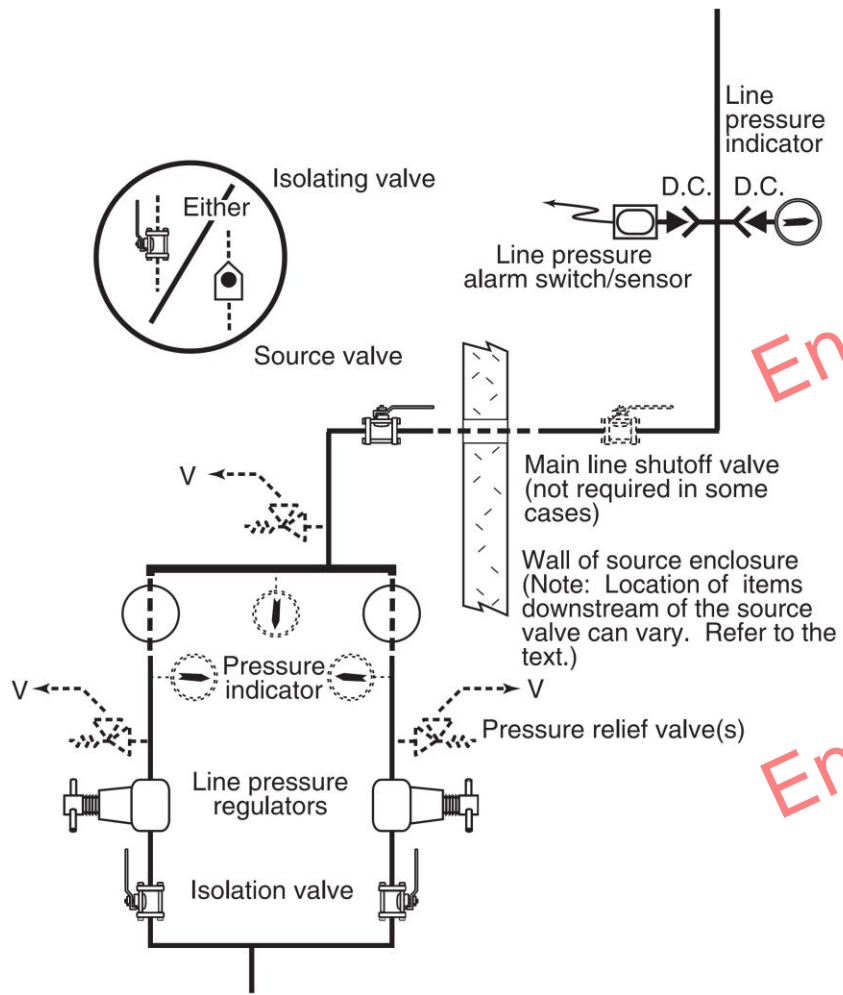 Line
pressure
indicator
Isolating valve
D.C. D.C.
Either
Line pressure
alarm switch/sensor
Source valve
En
Main line shutoff valve
(not required in some
cases)
V
Wall of source enclosure
(Note: Location of items
downstream of the source
valve can vary. Refer to the
text.)
Pressure
indicator
V
V
Pressure relief valve(s)
En
Line pressure
regulators
Isolation valve